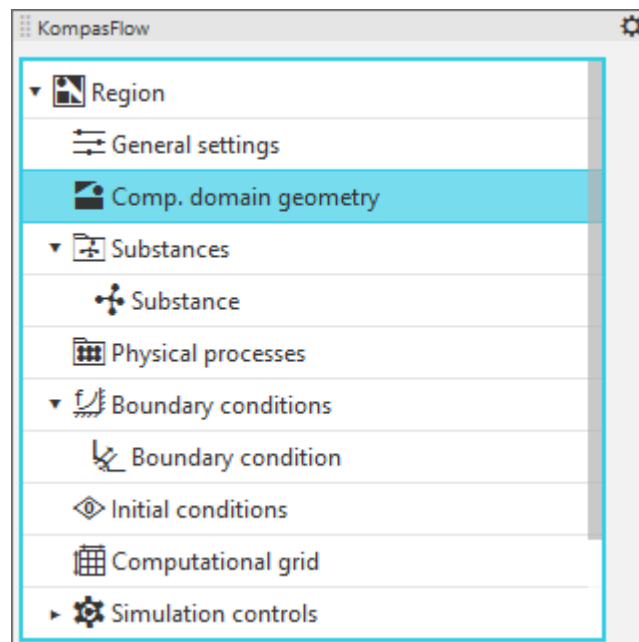 KompasFlow
Region
General settings
Comp. domain geometry
Substances
Substance
Physical processes
Boundary conditions
Boundary condition
Initial conditions
Computational grid
Simulation controls